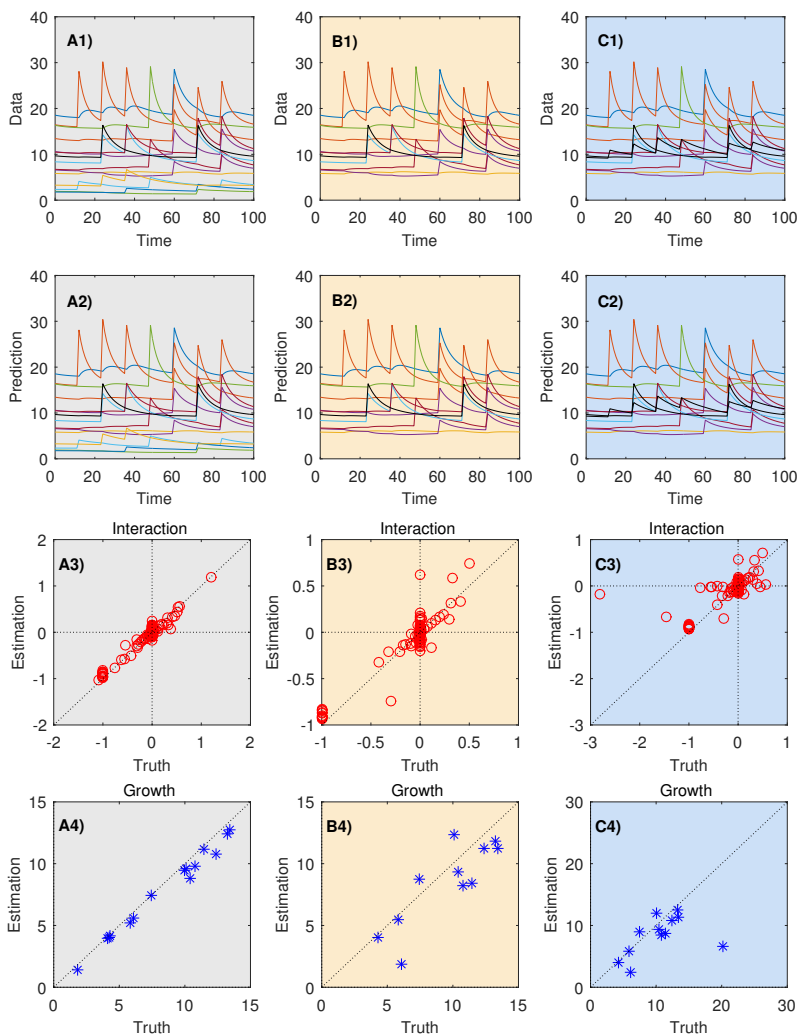 A1)
Data
40
30
20
10
0
0 20 40 60 80 100
Time
B1)
Data
40
30
20
10
0
0 20 40 60 80 100
Time
C1)
Data
40
30
20
10
0
0 20 40 60 80 100
Time
A2)
Prediction
40
30
20
10
0
0 20 40 60 80 100
Time
B2)
Prediction
40
30
20
10
0
0 20 40 60 80 100
Time
C2)
Prediction
40
30
20
10
0
0 20 40 60 80 100
Time
Interaction
A3)
Estimation
2
1
0
-1
-2
-2 -1 0 1 2
Truth
Interaction
B3)
Estimation
1
0.5
0
-0.5
-1
-1 -0.5 0 0.5 1
Truth
Interaction
C3)
Estimation
1
0
-1
-2
-3
-3 -2 -1 0 1
Truth
Growth
A4)
Estimation
15
10
5
0
0 5 10 15
Truth
Growth
B4)
Estimation
15
10
5
0
0 5 10 15
Truth
Growth
C4)
Estimation
30
20
10
0
0 10 20 30
Truth